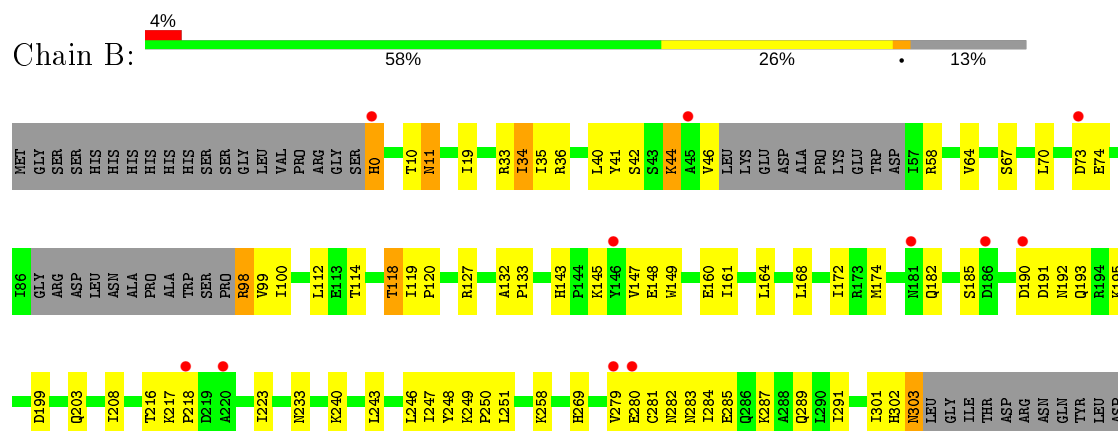 4%
Chain B:
58% 26% • 13%
MET GLY SER SER HIS HIS HIS HIS HIS HIS SER SER GLY LEU VAL PRO ARG GLY SER H0 T10 N11 I19 R33 I34 I35 R36 L40 Y41 S42 S43 K44 A45 V46 LEU LYS GLU ASP ALA PRO LYS GLU TRP ASP I57 R58 V64 S67 L70 D73 E74
I86 GLY ARG ASP LEU ASN ALA PRO ALA TRP SER PRO R98 V99 I100 L112 E113 T114 T118 I119 P120 R127 A132 P133 H143 P144 K145 Y146 V147 E148 W149 E160 I161 L164 L168 I172 R173 M174 N181 Q182 S185 D186 D190 D191 N192 Q193 R194 K195
D199 Q203 I208 T216 K217 P218 D219 A220 I223 N233 K240 L243 L246 I247 Y248 K249 P250 L251 K258 H269 V279 E280 C281 N282 N283 I284 E285 Q286 K287 A288 Q289 L290 I291 I301 H302 N303 LEU GLY ILE THR ASP ARG ASN GLN TYR LEU ASP